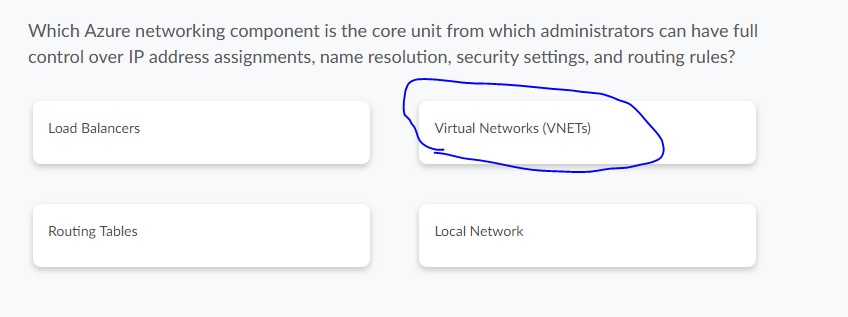 Which Azure networking component is the core unit from which administrators can have full
control over IP address assignments, name resolution, security settings, and routing rules?
Load Balancers
Virtual Networks (VNETs)
Routing Tables
Local Network